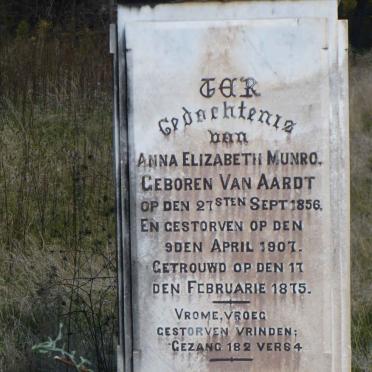 TER
Gedachtenis
van
ANNA ELIZABETH MUNRO.
GEBOREN VAN AARDT
OP DEN 27STEN SEPT 1856.
EN GESTORVEN OP DEN
9DEN APRIL 1907.
GETROUWD OP DEN 17
DEN FEBRUARIE 1875.
VROME, VROEG
GESTORVEN VRINDEN;
GEZANG 182 VERS 4